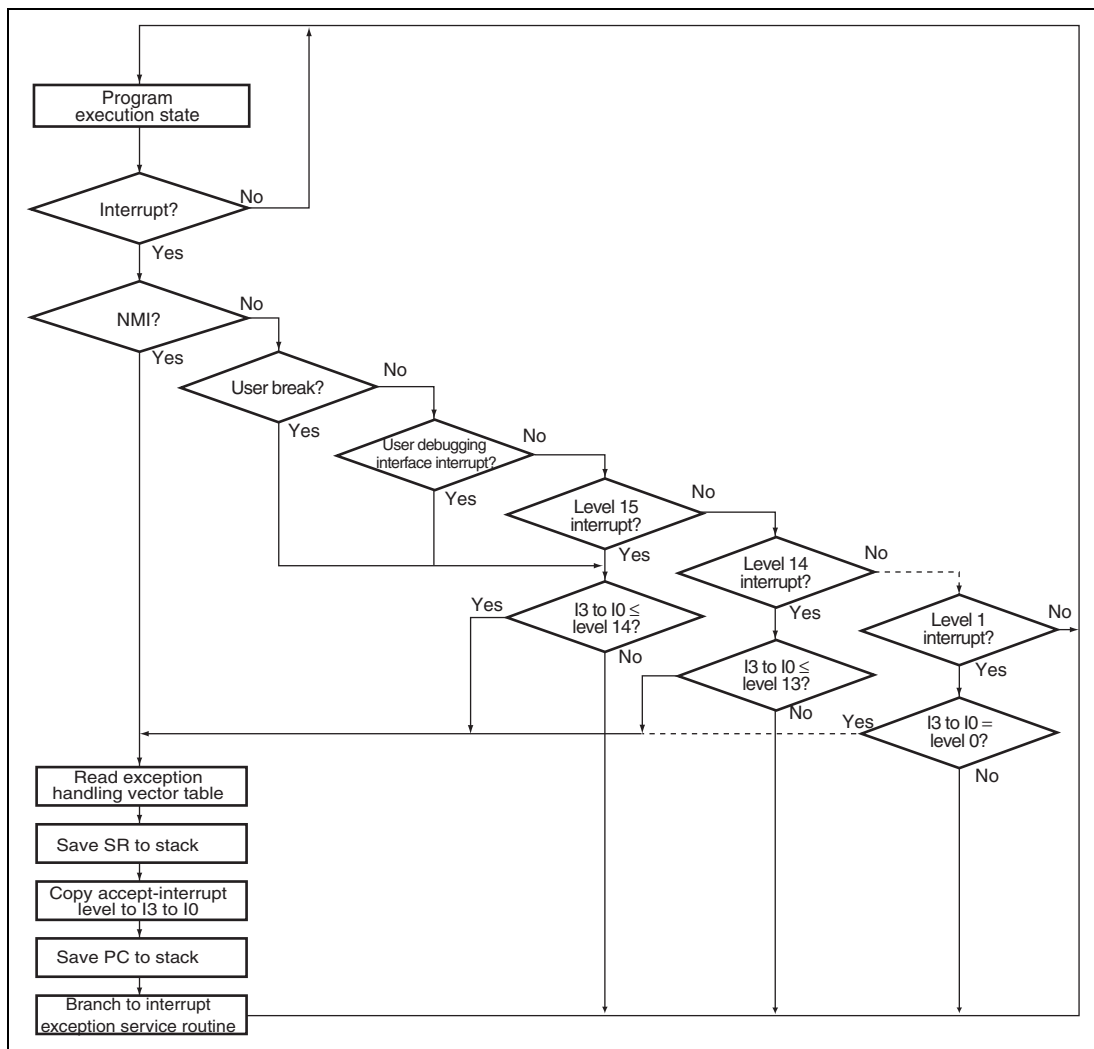 Program
execution state
Interrupt?
No
Yes
NMI?
No
Yes
User break?
No
Yes
User debugging
interface interrupt?
No
Yes
Level 15
interrupt?
No
Yes
Level 14
interrupt?
No
Yes
Level 1
interrupt?
No
Yes
I3 to I0 ≤
level 14?
Yes
No
I3 to I0 ≤
level 13?
No
Yes
I3 to I0 =
level 0?
No
Read exception
handling vector table
Save SR to stack
Copy accept-interrupt
level to I3 to I0
Save PC to stack
Branch to interrupt
exception service routine